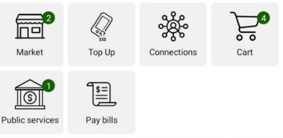 2
4
Market
Top Up
Connections
Cart
1
$
$=
Public services
Pay bills